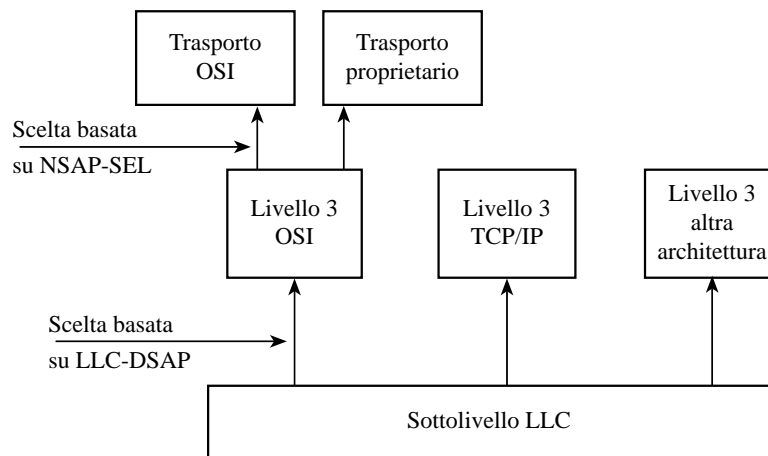 Trasporto
OSI
Trasporto
proprietario
Scelta basata
su NSAP-SEL
Livello 3
OSI
Livello 3
TCP/IP
Livello 3
altra
architettura
Scelta basata
su LLC-DSAP
Sottolivello LLC